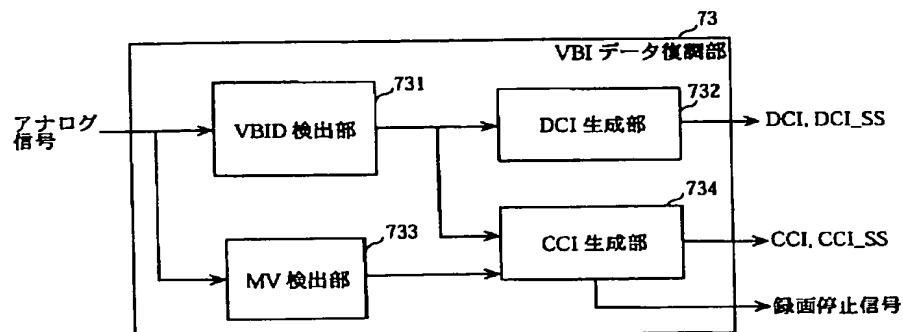 73
VBI データ復調部
731
732
アナログ
信号
VBID 検出部
DCI 生成部
DCI, DCI_SS
733
734
MV 検出部
CCI 生成部
CCI, CCI_SS
録画停止信号